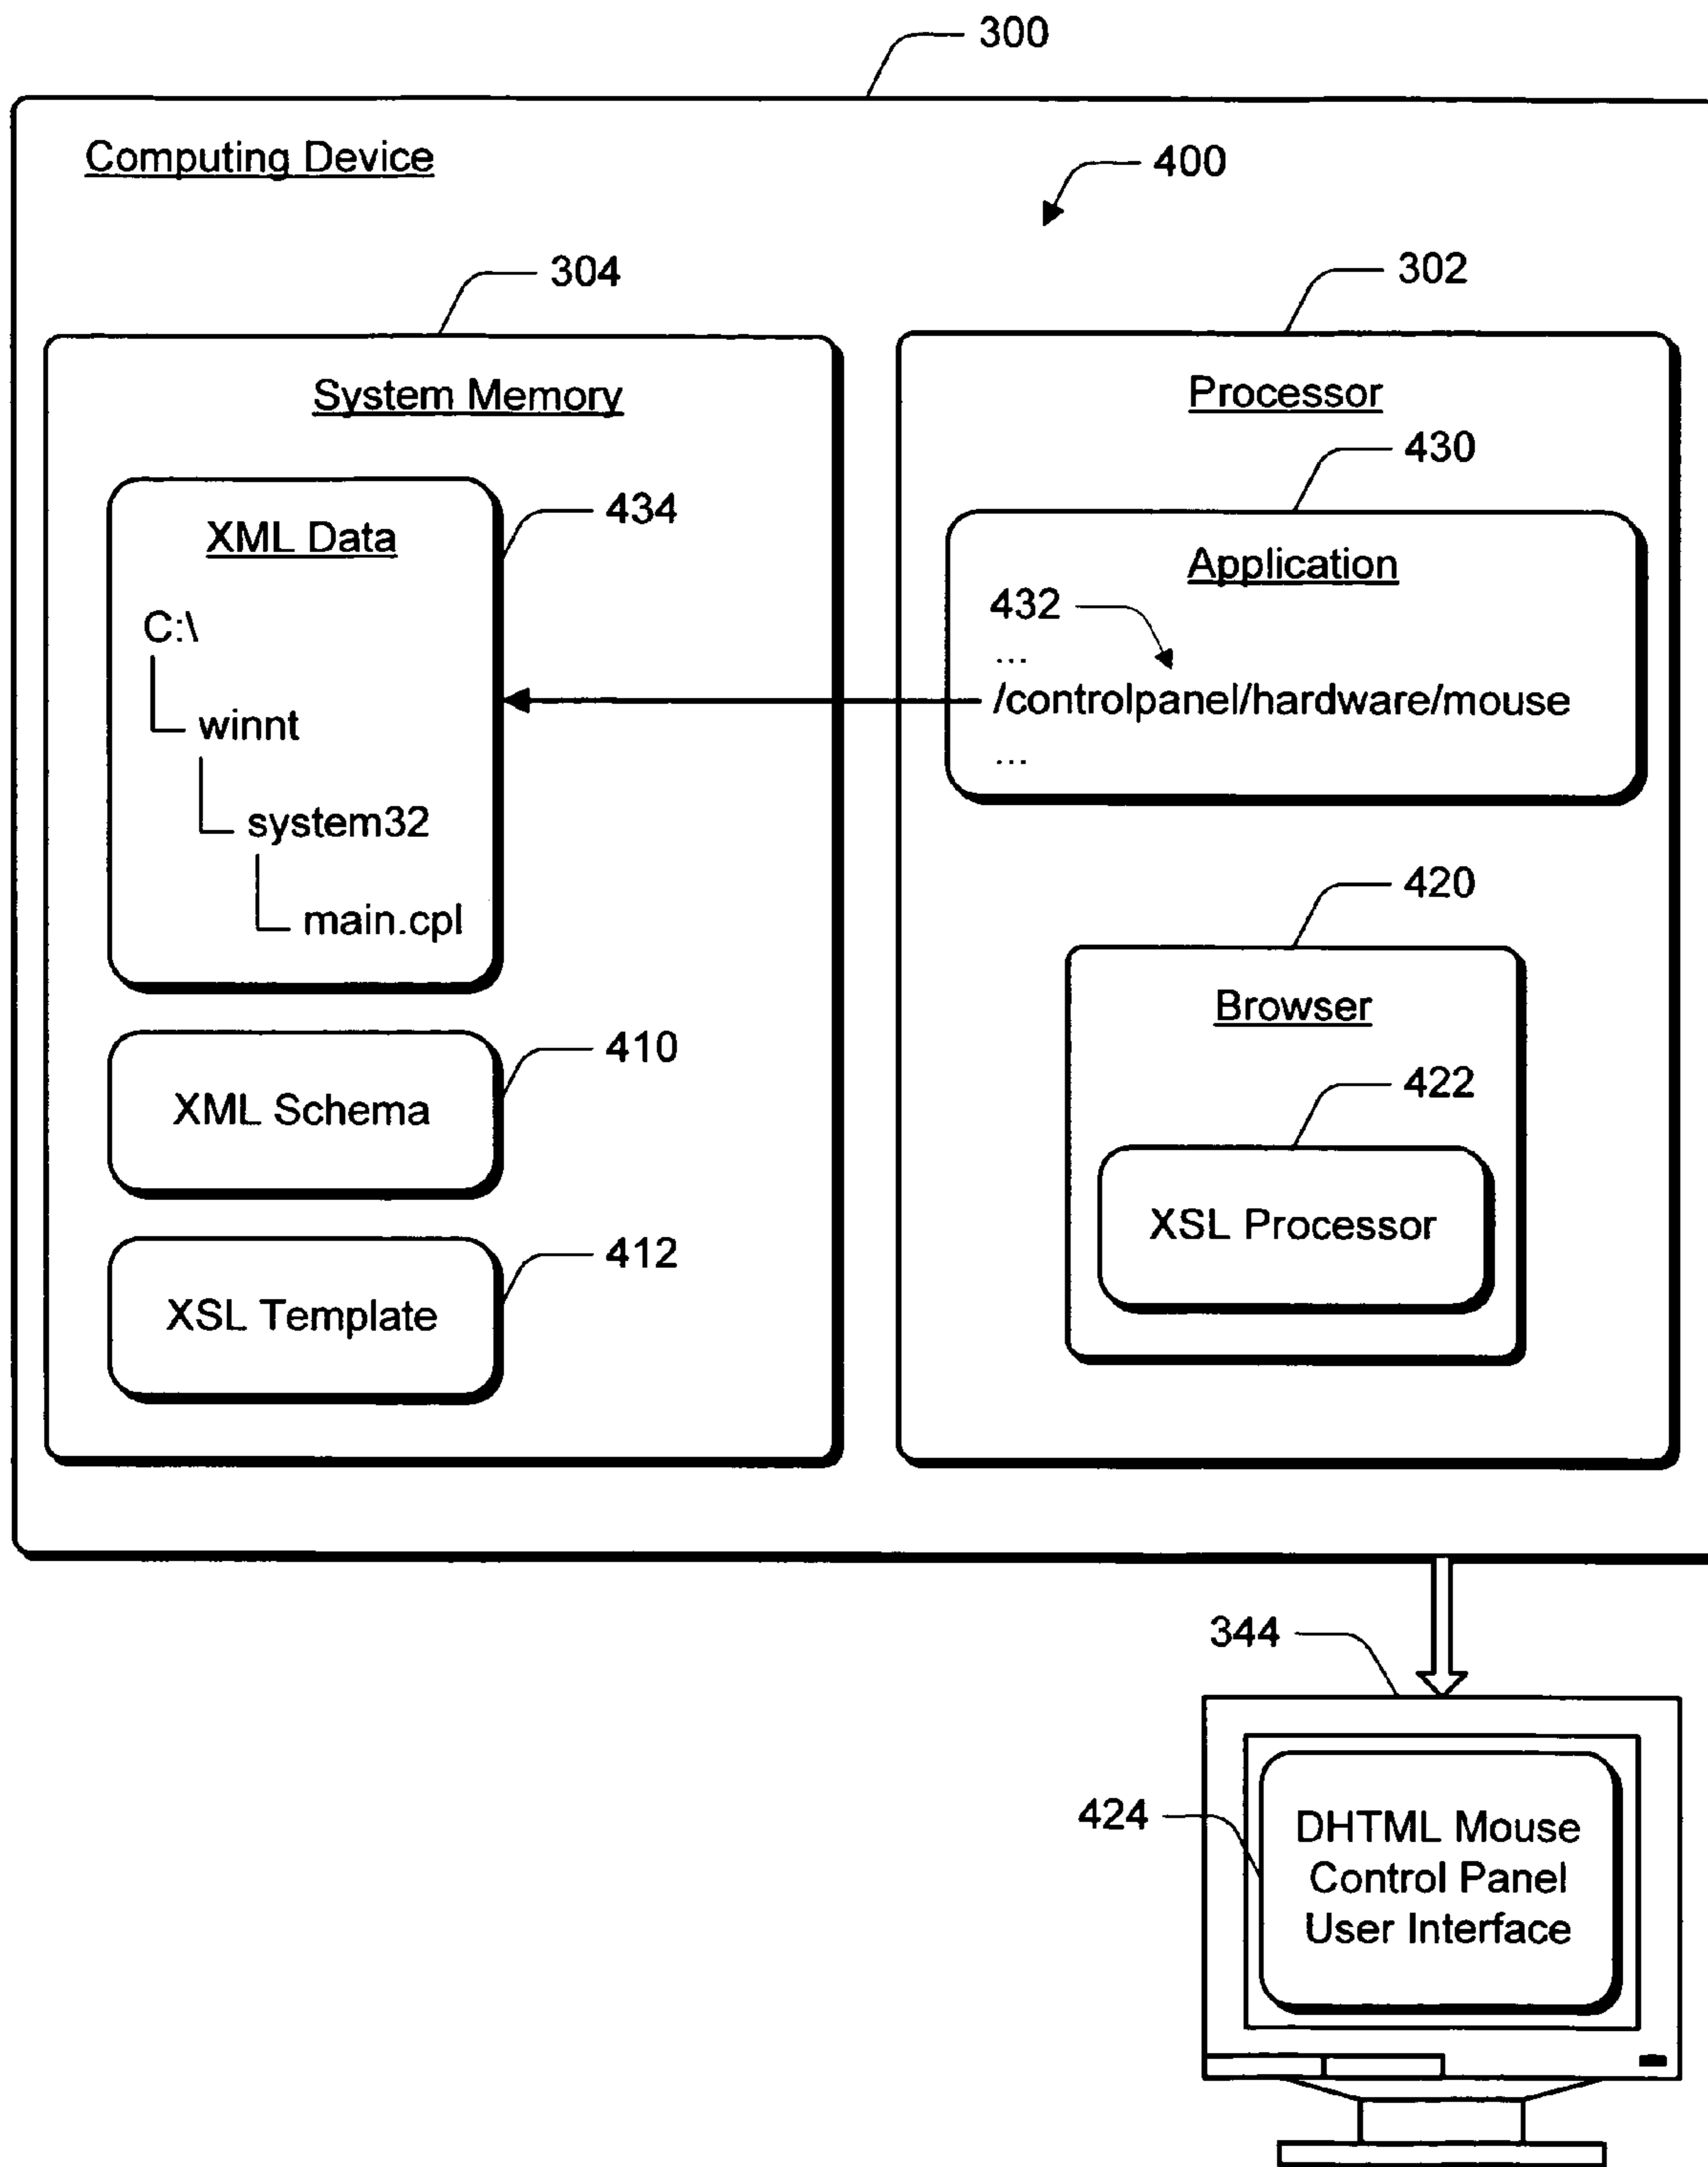 300
Computing Device
400
304
302
System Memory
Processor
430
434
XML Data
Application
432
C:\
...
/controlpanel/hardware/mouse
winnt
...
system32
420
main.cpl
Browser
410
422
XML Schema
XSL Processor
412
XSL Template
344
424
DHTML Mouse
Control Panel
User Interface